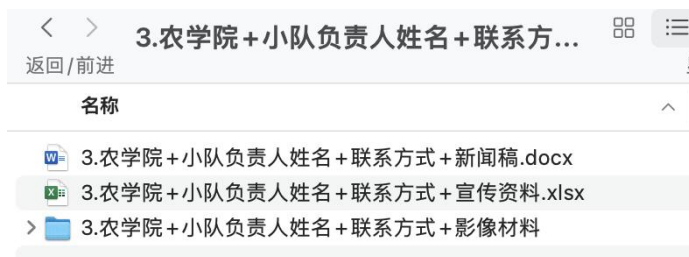 3.农学院+小队负责人姓名+联系方...
返回/前进
名称
3.农学院+小队负责人姓名+联系方式+新闻稿.docx
3.农学院+小队负责人姓名+联系方式+宣传资料.xlsx
3.农学院+小队负责人姓名+联系方式+影像材料